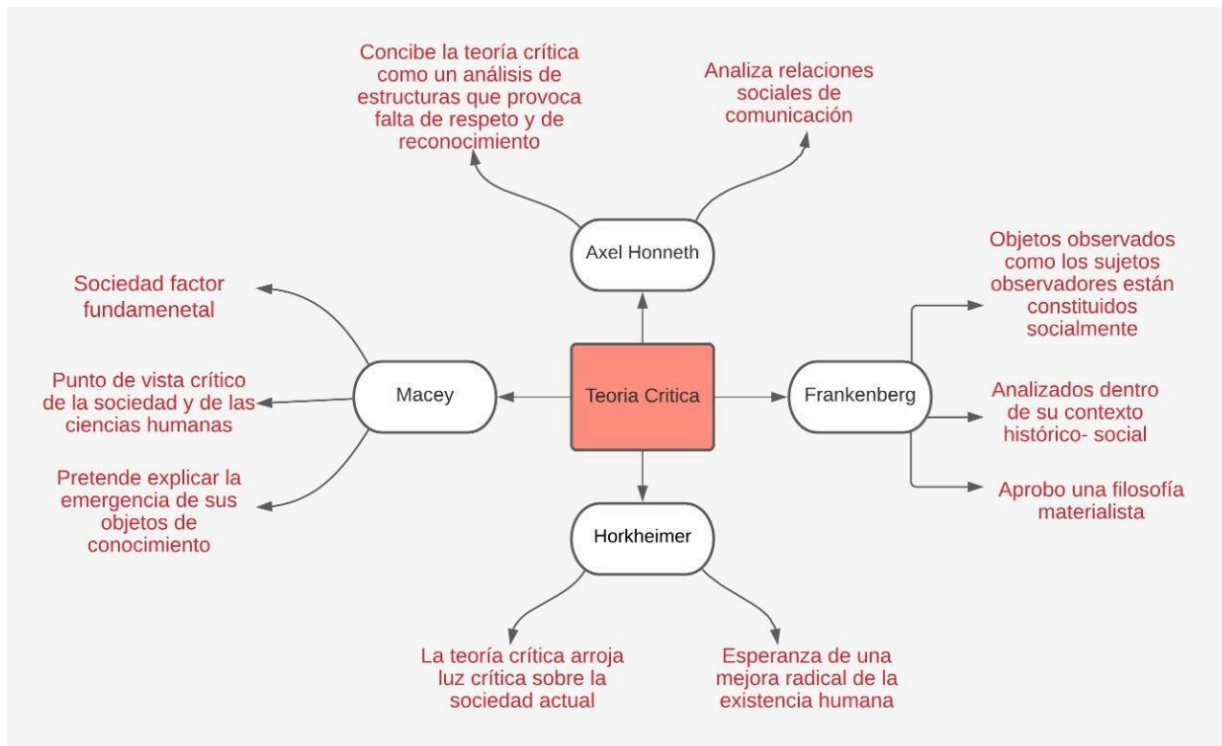 Concibe la teoría crítica
como un análisis de
estructuras que provoca
falta de respeto y de
reconocimiento
Analiza relaciones
sociales de
comunicación
Axel Honneth
Objetos observados
como los sujetos
observadores están
constituidos
socialmente
Sociedad factor
fundamenetal
Punto de vista crítico
de la sociedad y de las
ciencias humanas
Macey
Teoria Critica
Frankenberg
Analizados dentro
de su contexto
histórico- social
Pretende explicar la
emergencia de sus
objetos de
conocimiento
Aprobo una filosofía
materialista
Horkheimer
La teoría crítica arroja
luz crítica sobre la
sociedad actual
Esperanza de una
mejora radical de la
existencia humana